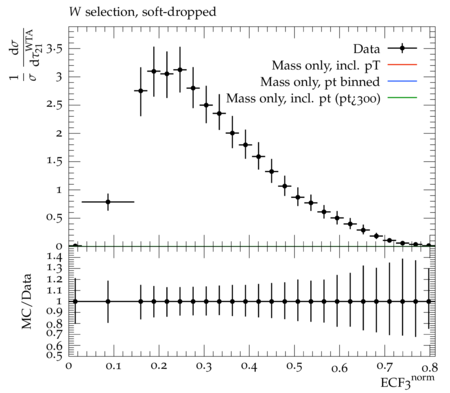 W selection, soft-dropped
1/σ dσ/dτ₂₁^WTA
Data
Mass only, incl. pT
Mass only, pt binned
Mass only, incl. pt (pt¿300)
3.5
3
2.5
2
1.5
1
0.5
0
1.4
1.3
1.2
1.1
1
0.9
0.8
0.7
0.6
0.5
MC/Data
0 0.1 0.2 0.3 0.4 0.5 0.6 0.7 0.8
ECF3^norm